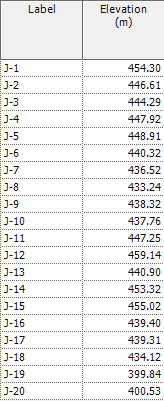 Label Elevation
(m)
J-1 454.30
J-2 446.61
J-3 444.29
J-4 447.92
J-5 448.91
J-6 440.32
J-7 436.52
J-8 433.24
J-9 438.32
J-10 437.76
J-11 447.25
J-12 459.14
J-13 440.90
J-14 453.32
J-15 455.02
J-16 439.40
J-17 439.31
J-18 434.12
J-19 399.84
J-20 400.53